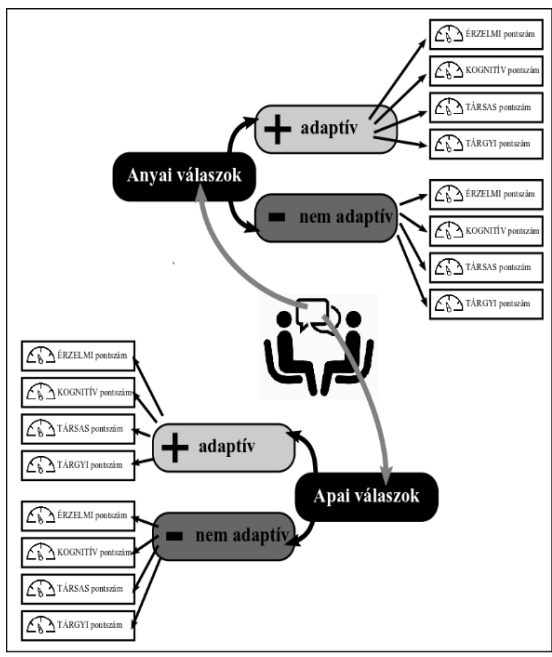 ÉRZELMI pontszám
KOGNITÍV pontszám
TÁRSAS pontszám
TÁRGYI pontszám
+ adaptív
Anyai válaszok
- nem adaptív
ÉRZELMI pontszám
KOGNITÍV pontszám
TÁRSAS pontszám
TÁRGYI pontszám
ÉRZELMI pontszám
KOGNITÍV pontszám
TÁRSAS pontszám
TÁRGYI pontszám
+ adaptív
Apai válaszok
- nem adaptív
ÉRZELMI pontszám
KOGNITÍV pontszám
TÁRSAS pontszám
TÁRGYI pontszám